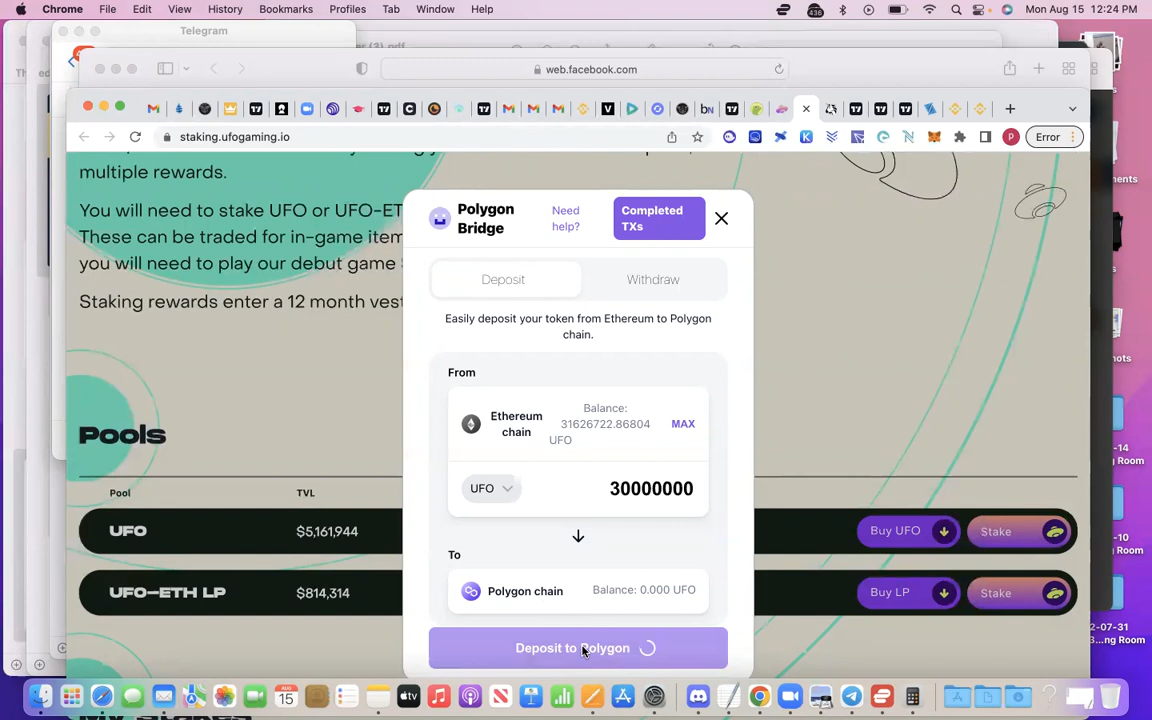 Chrome File Edit View History Bookmarks Profiles Tab Window Help
436
Mon Aug 15 12:24 PM
Telegram
web.facebook.com
staking.ufogaming.io
Error
multiple rewards.
You will need to stake UFO or UFO-ET
These can be traded for in-game item
you will need to play our debut game
Staking rewards enter a 12 month vest
Polygon
Bridge
Need
help?
Completed
TXs
Deposit
Withdraw
Easily deposit your token from Ethereum to Polygon
chain.
From
Ethereum
chain
Balance:
31626722.86804
UFO
MAX
UFO
30000000
To
Polygon chain
Balance: 0.000 UFO
Deposit to Polygon
Pools
Pool
TVL
UFO
$5,161,944
Buy UFO
Stake
UFO-ETH LP
$814,314
Buy LP
Stake
AUG
15
tv